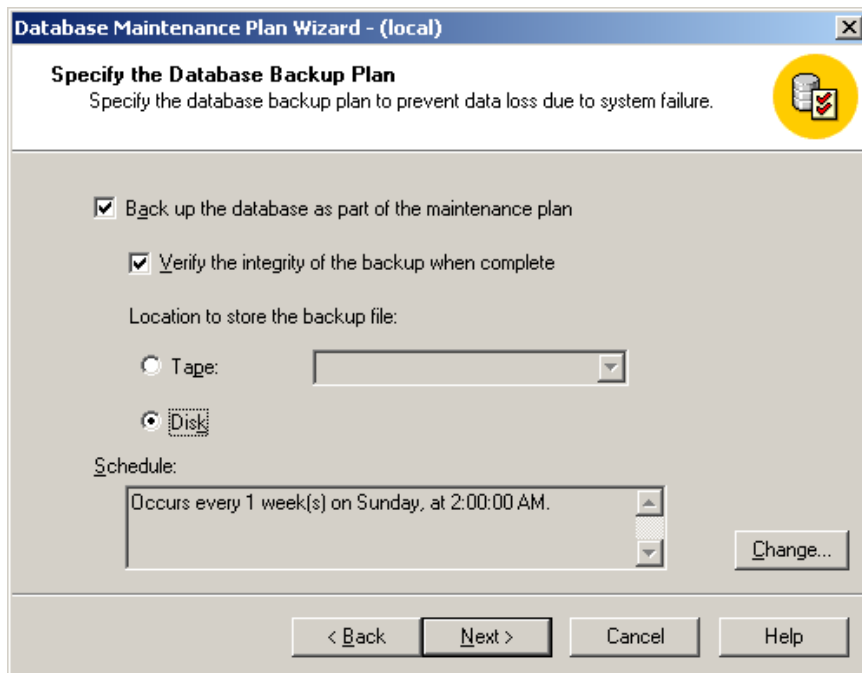 Database Maintenance Plan Wizard - (local)
Specify the Database Backup Plan
Specify the database backup plan to prevent data loss due to system failure.
Back up the database as part of the maintenance plan
Verify the integrity of the backup when complete
Location to store the backup file:
Tape:
Disk
Schedule:
Occurs every 1 week(s) on Sunday, at 2:00:00 AM.
Change...
< Back Next > Cancel Help